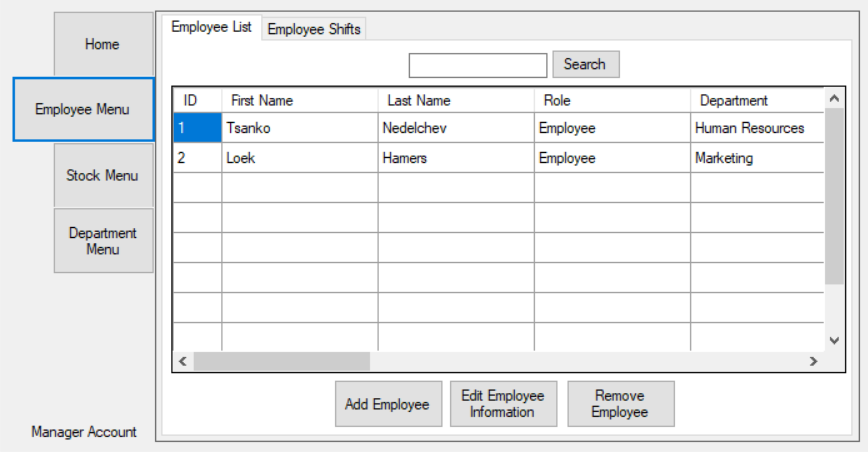 Home
Employee Menu
Stock Menu
Department
Menu
Manager Account
Employee List Employee Shifts
Search
ID First Name Last Name Role Department
1 Tsanko Nedelchev Employee Human Resources
2 Loek Hamers Employee Marketing
Add Employee
Edit Employee
Information
Remove
Employee